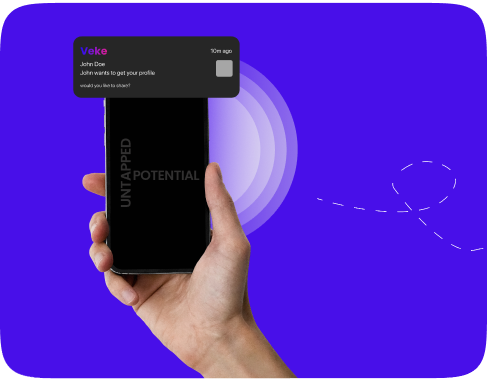 Veke
10m ago
John Doe
John wants to get your profile
would you like to share?
UNTAPPED
POTENTIAL